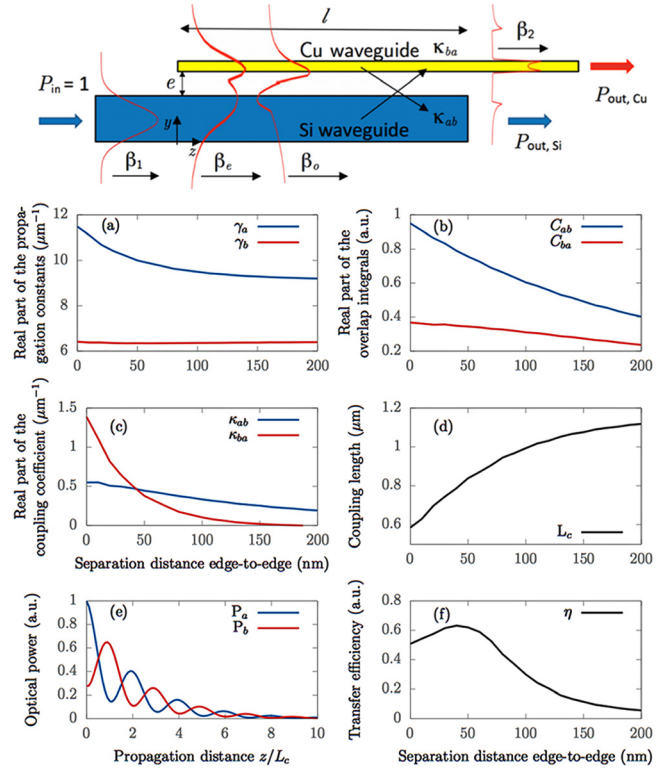 l
Cu waveguide κba
β2
Pin = 1
e
Pout, Cu
Si waveguide κab
y
z
Pout, Si
β1
βe
βo
(a)
γa
γb
Real part of the propa-
gation constants (μm−1)
12
10
8
6
0 50 100 150 200
(b)
Cab
Cba
Real part of the
overlap integrals (a.u.)
1
0.8
0.6
0.4
0.2
0 50 100 150 200
(c)
κab
κba
Real part of the
coupling coefficient (μm−1)
1.5
1
0.5
0
0 50 100 150 200
Separation distance edge-to-edge (nm)
(d)
Lc
Coupling length (μm)
1.2
1
0.8
0.6
0 50 100 150 200
Separation distance edge-to-edge (nm)
(e)
Pa
Pb
Optical power (a.u.)
1
0.8
0.6
0.4
0.2
0
0 2 4 6 8 10
Propagation distance z/Lc
(f)
η
Transfer efficiency (a.u.)
0.8
0.6
0.4
0.2
0
0 50 100 150 200
Separation distance edge-to-edge (nm)